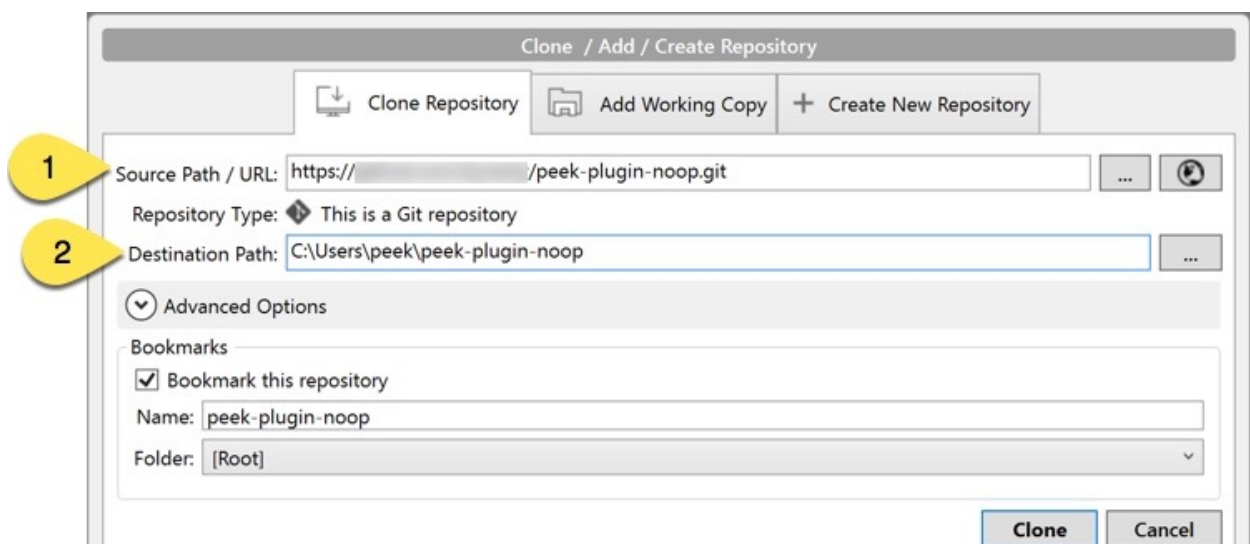 Clone / Add / Create Repository
Clone Repository
Add Working Copy
+ Create New Repository
1
Source Path / URL: https:// /peek-plugin-noop.git ...
Repository Type: This is a Git repository
2
Destination Path: C:\Users\peek\peek-plugin-noop ...
Advanced Options
Bookmarks
Bookmark this repository
Name: peek-plugin-noop
Folder: [Root]
Clone Cancel